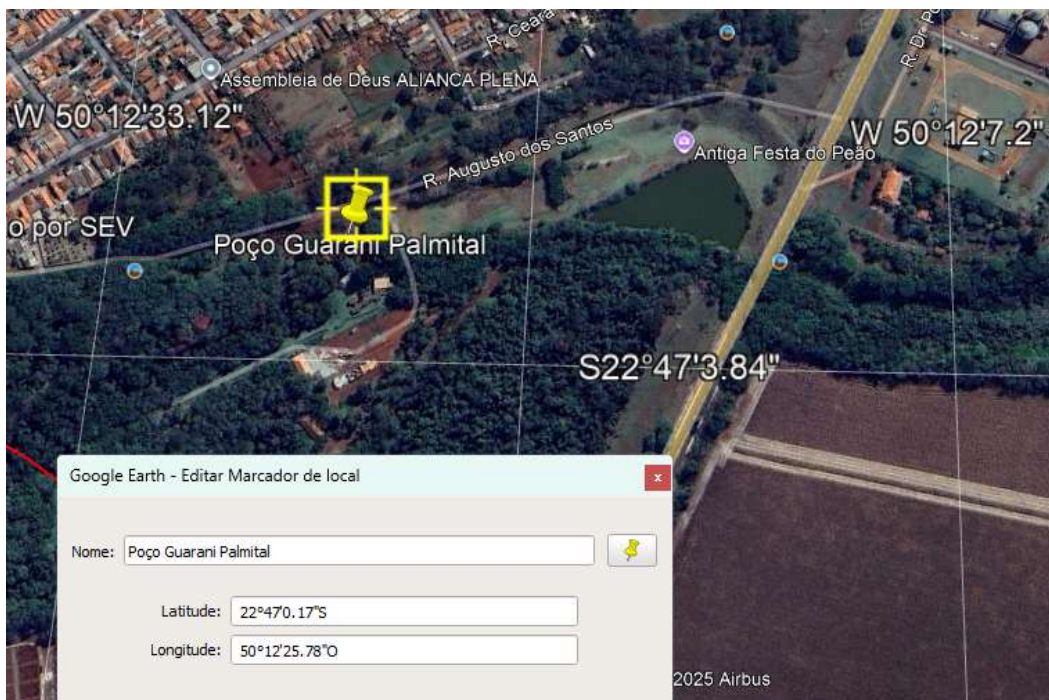 R. Ceará
R. Dr. Po
Assembleia de Deus ALIANCA PLENA
W 50°12'33.12"
W 50°12'7.2"
R. Augusto dos Santos
Antiga Festa do Peão
o por SEV
Poço Guarani Palmital
S22°47'3.84"
Google Earth - Editar Marcador de local
x
Nome: Poço Guarani Palmital
Latitude: 22°47'0.17"S
Longitude: 50°12'25.78"O
2025 Airbus